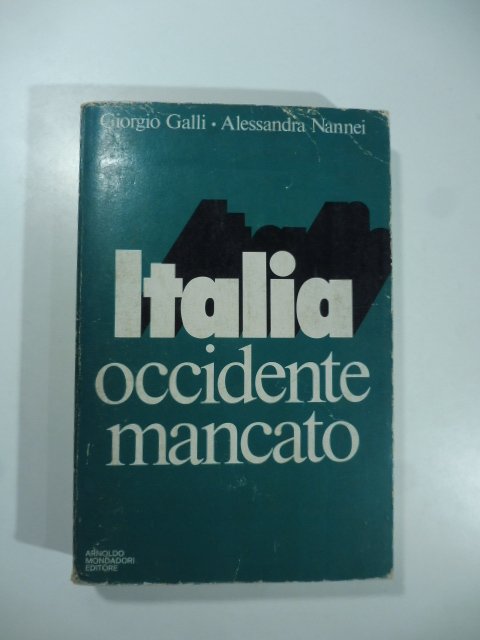 Giorgio Galli • Alessandra Nannei
Italia
occidente
mancato
ARNOLDO
MONDADORI
EDITORE